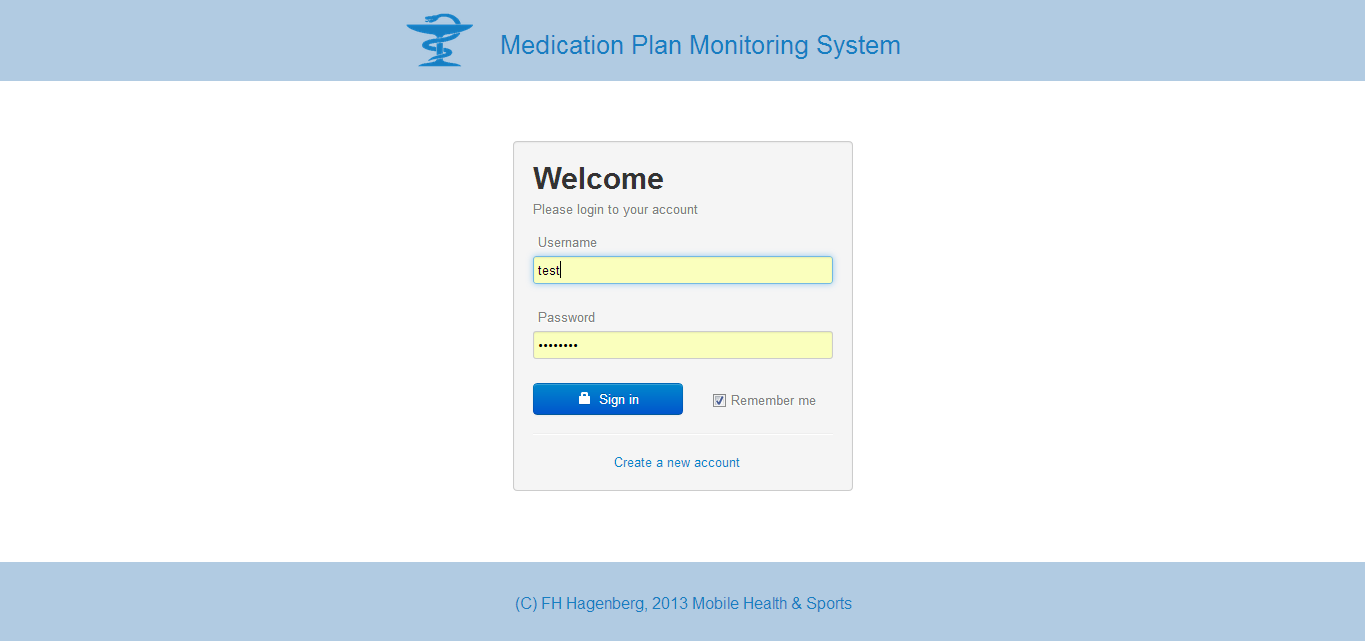 Medication Plan Monitoring System
Welcome
Please login to your account
Username
test
Password
••••••••
Sign in
Remember me
Create a new account
(C) FH Hagenberg, 2013 Mobile Health & Sports